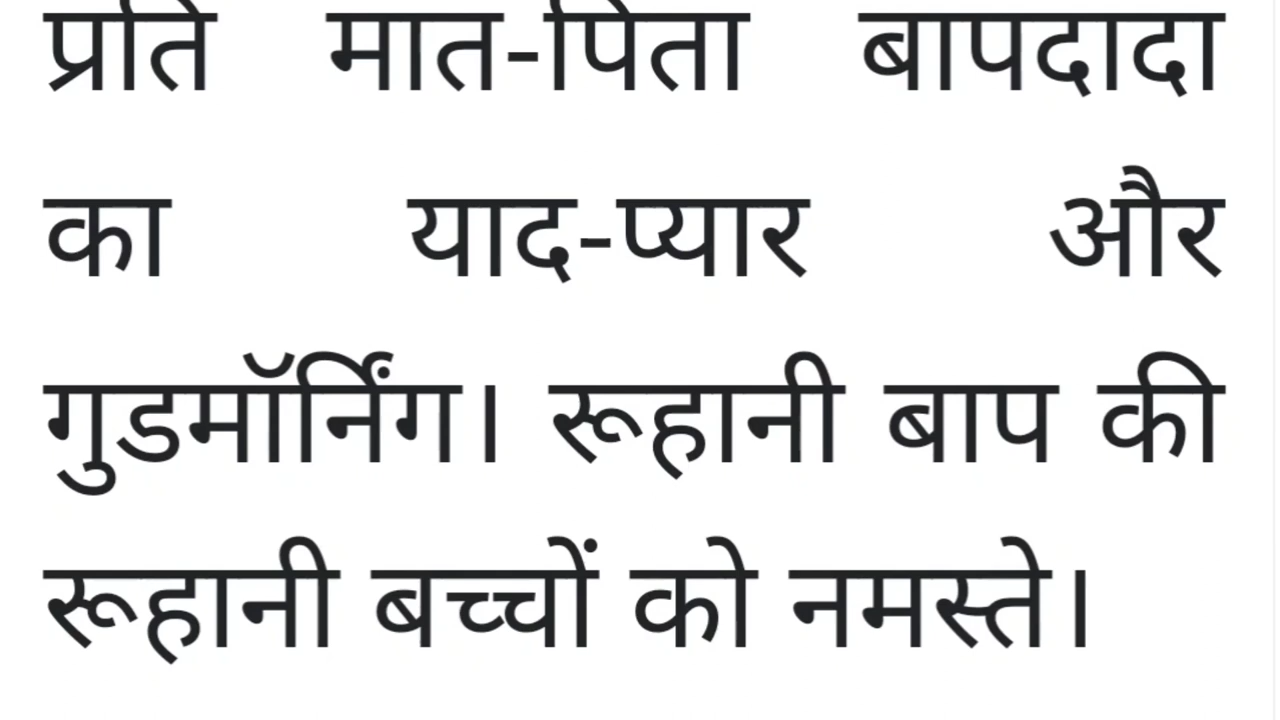 प्रति मात-पिता बापदादा
का याद-प्यार और
गुडमॉर्निंग। रूहानी बाप की
रूहानी बच्चों को नमस्ते।